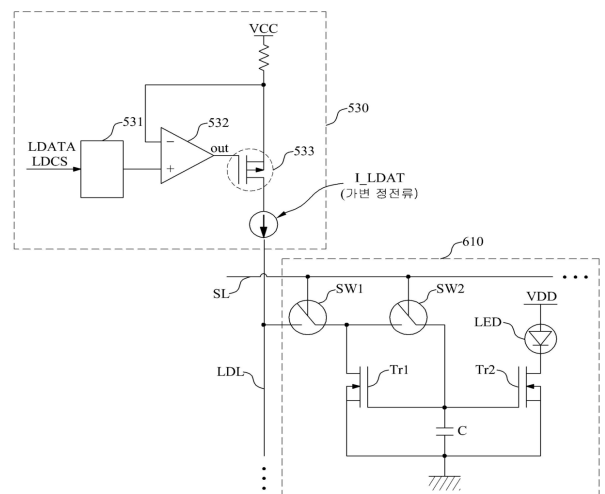 VCC
531
532
530
LDATA
LDCS
−
+
out
533
I_LDAT
(가변 정전류)
610
SL
SW1
SW2
VDD
LED
LDL
Tr1
Tr2
C